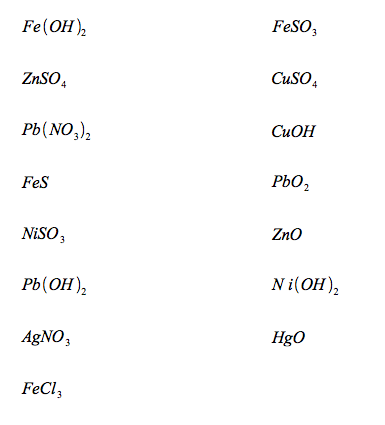 Fe(OH)₂ FeSO₃
ZnSO₄ CuSO₄
Pb(NO₃)₂ CuOH
FeS PbO₂
NiSO₃ ZnO
Pb(OH)₂ N i(OH)₂
AgNO₃ HgO
FeCl₃